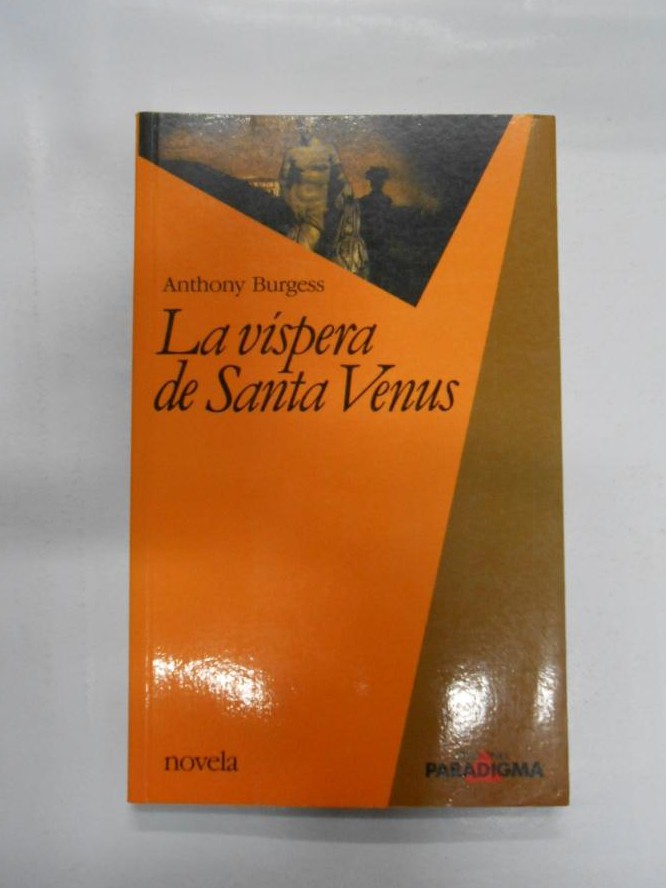 Anthony Burgess
La víspera
de Santa Venus
novela
PARADIGMA